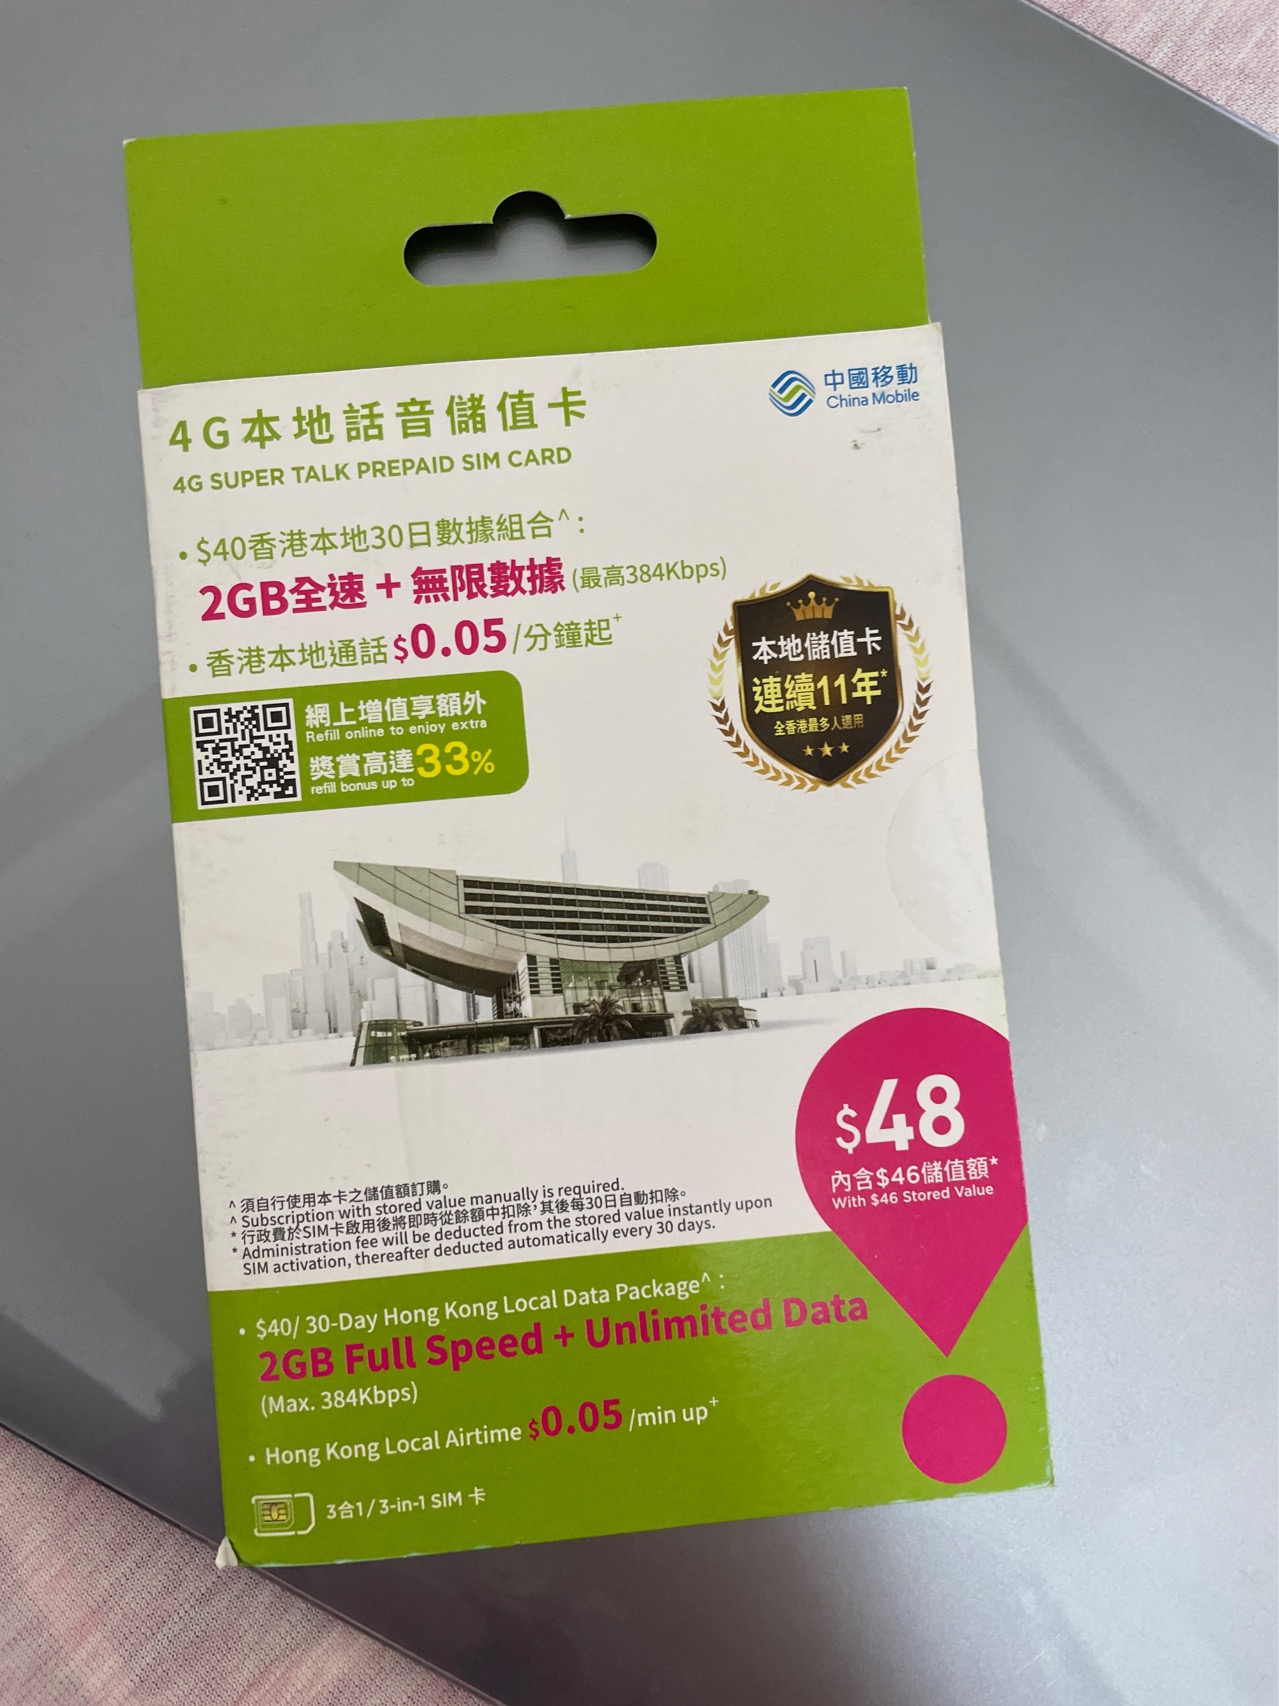 中國移動
China Mobile
4G本地話音儲值卡
4G SUPER TALK PREPAID SIM CARD
• $40香港本地30日數據組合^：
2GB全速 + 無限數據 (最高384Kbps)
• 香港本地通話 $0.05/分鐘起+
本地儲值卡
連續11年*
全香港最多人選用
網上增值享額外
Refill online to enjoy extra
獎賞高達33%
refill bonus up to
$48
內含$46儲值額*
With $46 Stored Value
^ 須自行使用本卡之儲值額訂購。
^ Subscription with stored value manually is required.
* 行政費於SIM卡啟用後將即時從餘額中扣除，其後每30日自動扣除。
* Administration fee will be deducted from the stored value instantly upon
SIM activation, thereafter deducted automatically every 30 days.
• $40/ 30-Day Hong Kong Local Data Package^ :
2GB Full Speed + Unlimited Data
(Max. 384Kbps)
• Hong Kong Local Airtime $0.05/min up+
3合1/3-in-1 SIM 卡